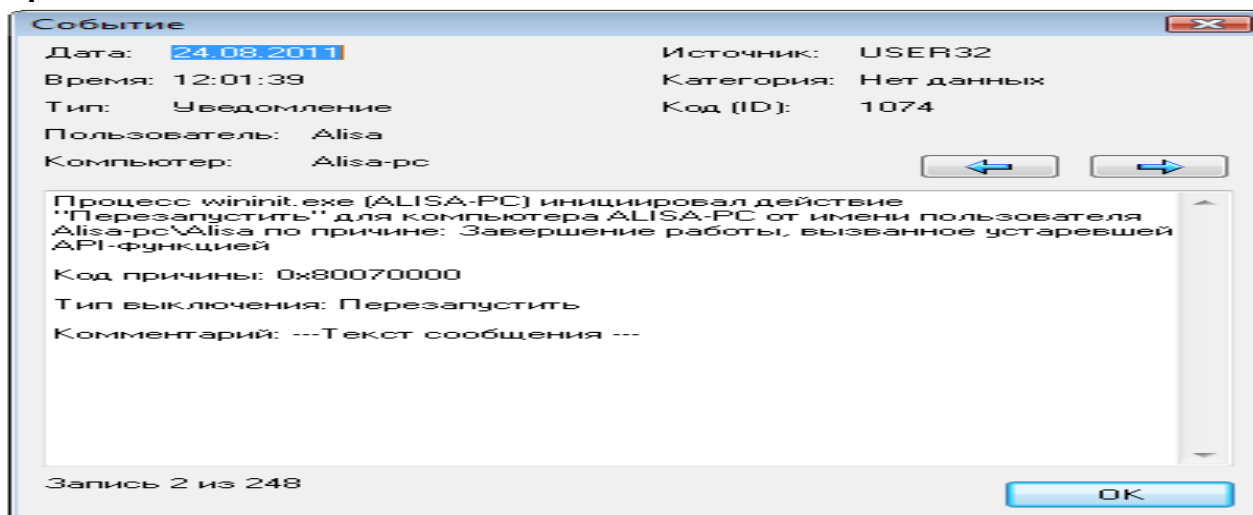 Событие
Дата: 24.08.2011 Источник: USER32
Время: 12:01:39 Категория: Нет данных
Тип: Уведомление Код (ID): 1074
Пользователь: Alisa
Компьютер: Alisa-pc
Процесс wininit.exe (ALISA-PC) инициировал действие
"Перезапустить" для компьютера ALISA-PC от имени пользователя
Alisa-pc\Alisa по причине: Завершение работы, вызванное устаревшей
API-функцией
Код причины: 0x80070000
Тип выключения: Перезапустить
Комментарий: ---Текст сообщения ---
Запись 2 из 248
OK